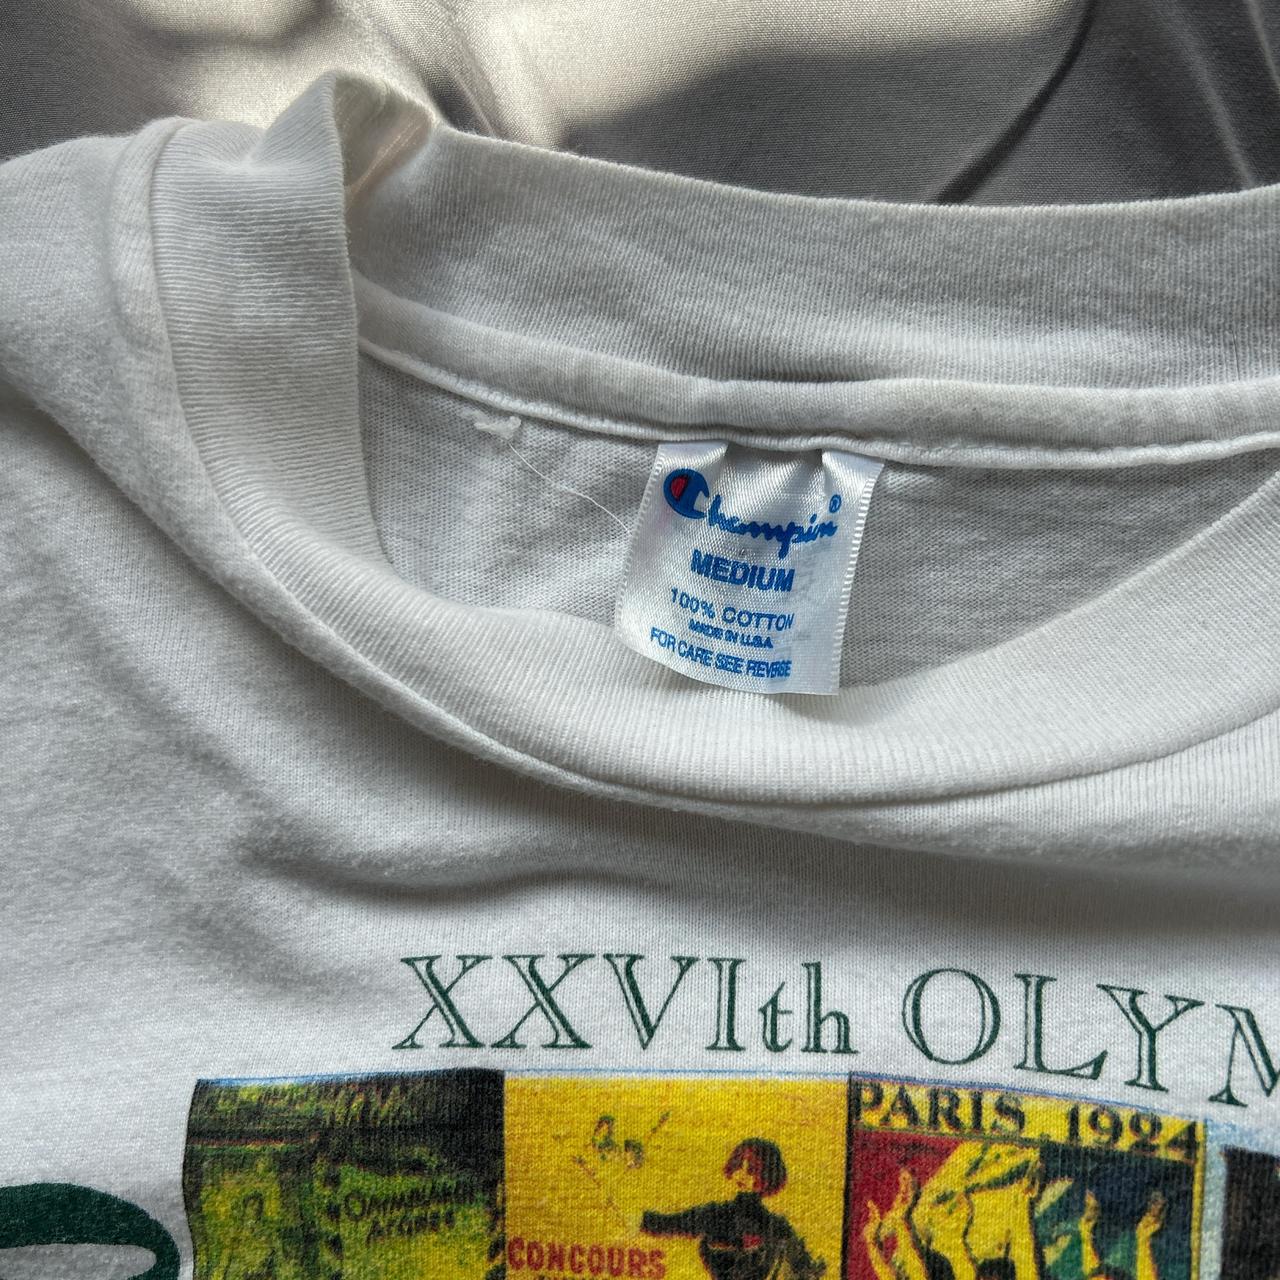 Champion®
MEDIUM
100% COTTON
MADE IN U.S.A.
FOR CARE SEE REVERSE
XXVIth OLYM
PARIS 1924
CONCOURS